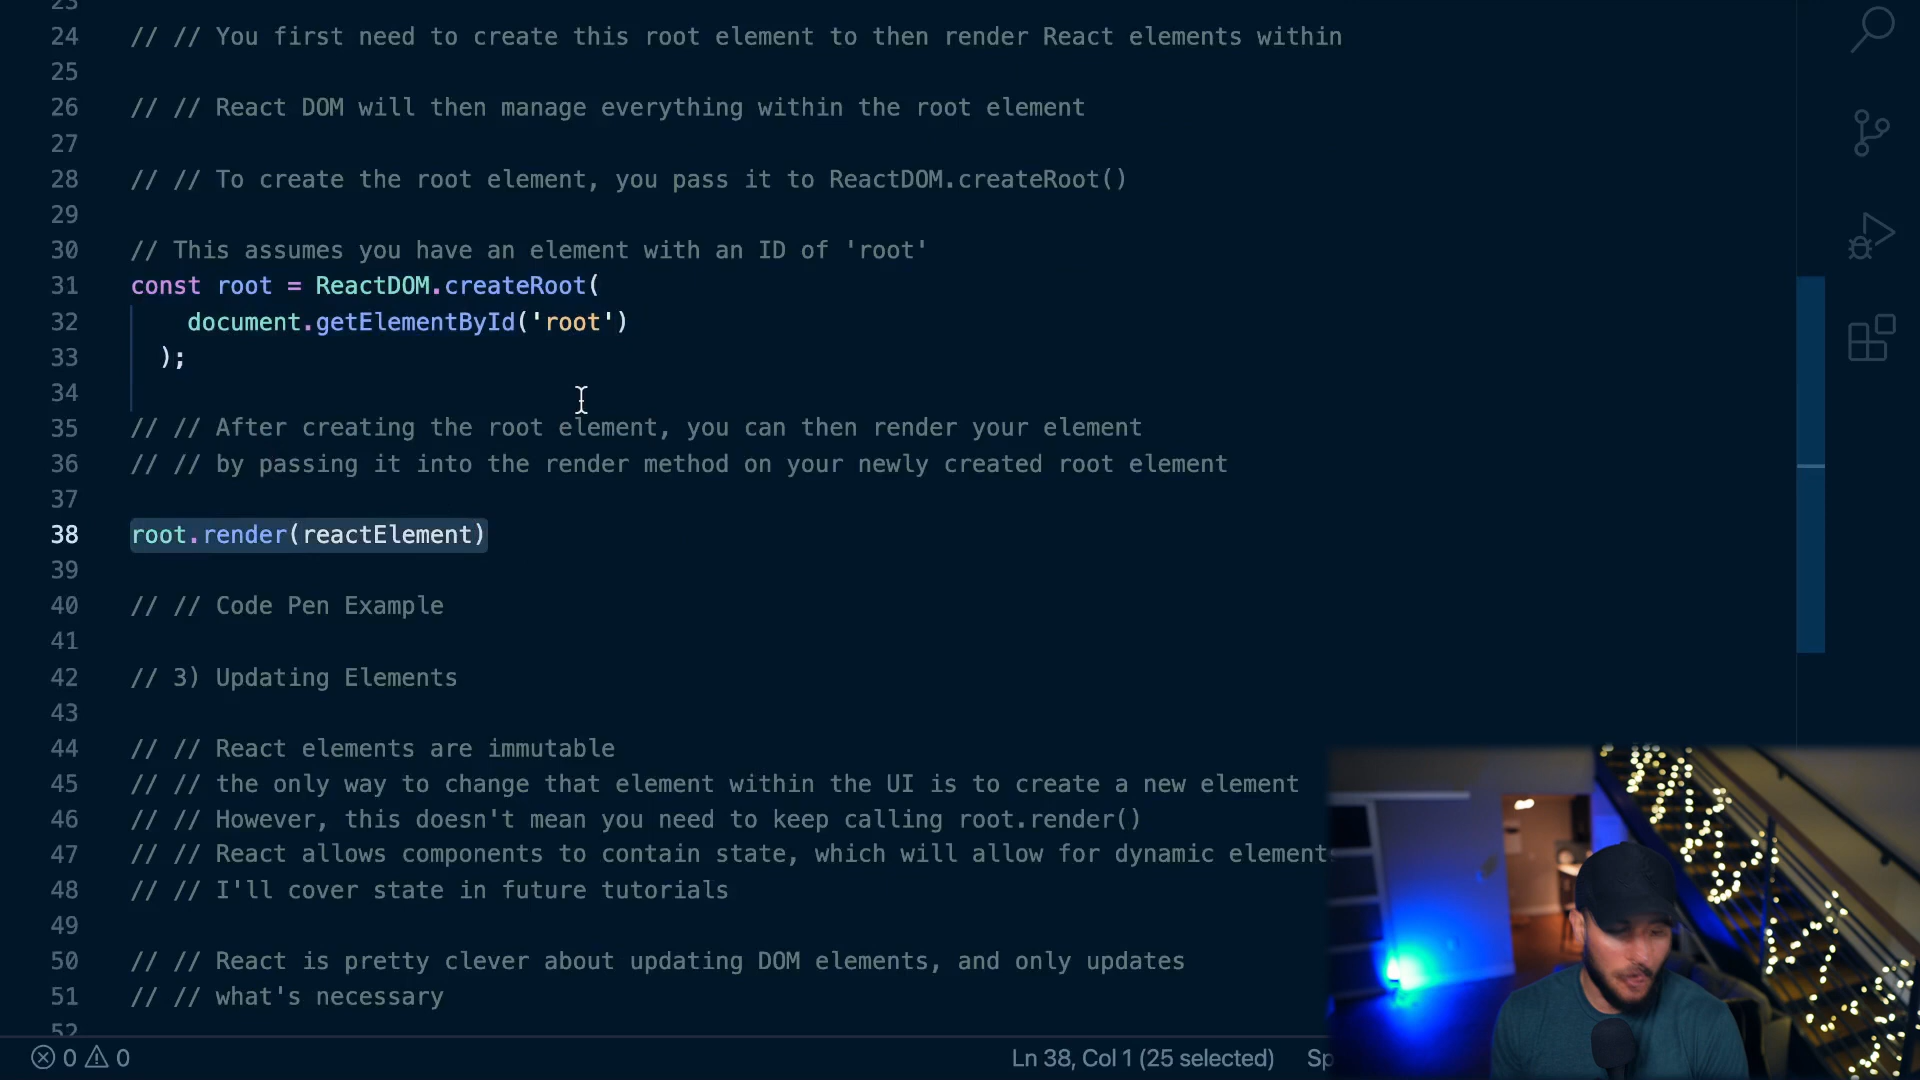 23
24 // // You first need to create this root element to then render React elements within
25
26 // // React DOM will then manage everything within the root element
27
28 // // To create the root element, you pass it to ReactDOM.createRoot()
29
30 // This assumes you have an element with an ID of 'root'
31 const root = ReactDOM.createRoot(
32 document.getElementById('root')
33 );
34
35 // // After creating the root element, you can then render your element
36 // // by passing it into the render method on your newly created root element
37
38 root.render(reactElement)
39
40 // // Code Pen Example
41
42 // 3) Updating Elements
43
44 // // React elements are immutable
45 // // the only way to change that element within the UI is to create a new element
46 // // However, this doesn't mean you need to keep calling root.render()
47 // // React allows components to contain state, which will allow for dynamic elements
48 // // I'll cover state in future tutorials
49
50 // // React is pretty clever about updating DOM elements, and only updates
51 // // what's necessary
52
0 0 Ln 38, Col 1 (25 selected) Sp